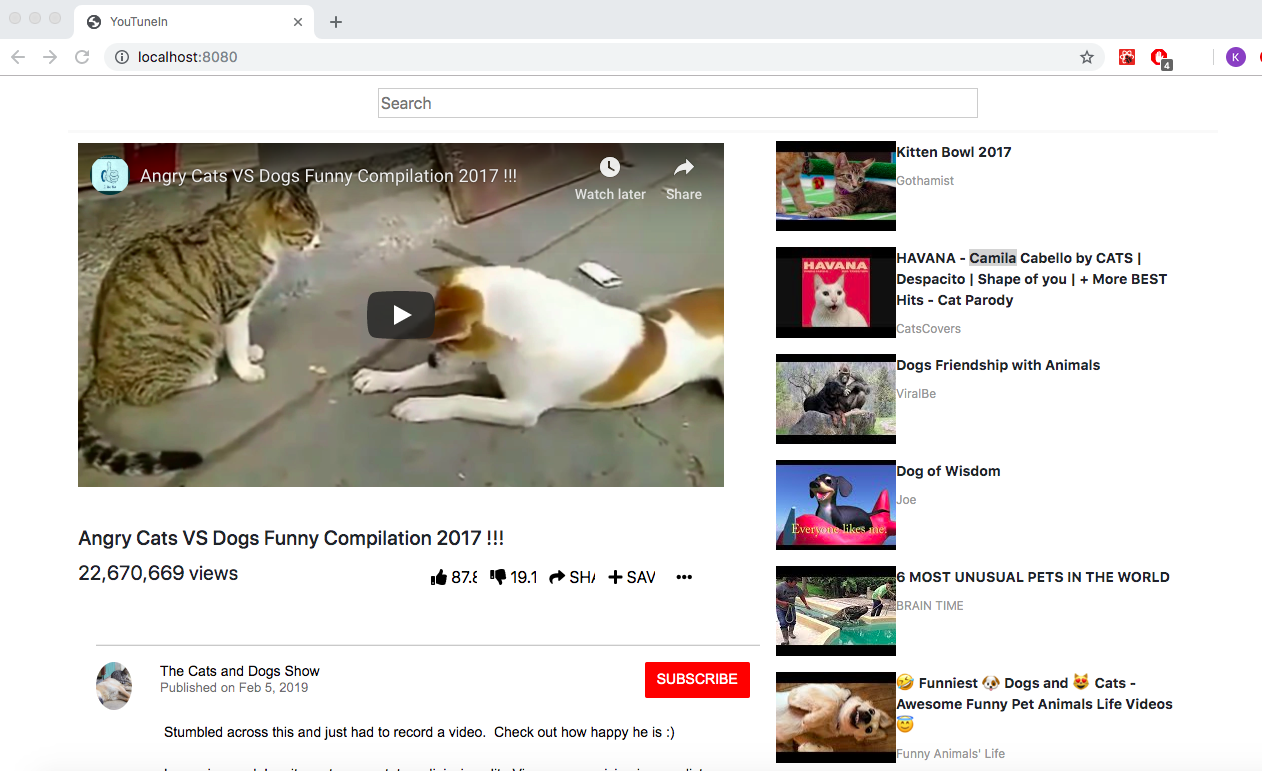 YouTuneIn
localhost:8080
4
K
Search
Angry Cats VS Dogs Funny Compilation 2017 !!!
Watch later
Share
Angry Cats VS Dogs Funny Compilation 2017 !!!
22,670,669 views
87.8
19.1
SHA
SAV
The Cats and Dogs Show
Published on Feb 5, 2019
SUBSCRIBE
Stumbled across this and just had to record a video.  Check out how happy he is :)
Kitten Bowl 2017
Gothamist
HAVANA
HAVANA - Camila Cabello by CATS |
Despacito | Shape of you | + More BEST
Hits - Cat Parody
CatsCovers
Dogs Friendship with Animals
ViralBe
Everyone likes me.
Dog of Wisdom
Joe
6 MOST UNUSUAL PETS IN THE WORLD
BRAIN TIME
🤣 Funniest 🐶 Dogs and 😻 Cats -
Awesome Funny Pet Animals Life Videos
😇
Funny Animals' Life